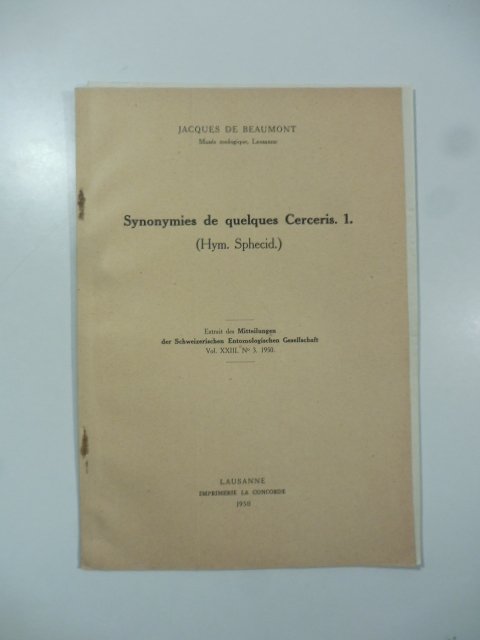 JACQUES DE BEAUMONT
Musée zoologique, Lausanne
Synonymies de quelques Cerceris. 1.
(Hym. Sphecid.)
Extrait des Mitteilungen
der Schweizerischen Entomologischen Gesellschaft
Vol. XXIII. Nº 3. 1950.
LAUSANNE
IMPRIMERIE LA CONCORDE
1950